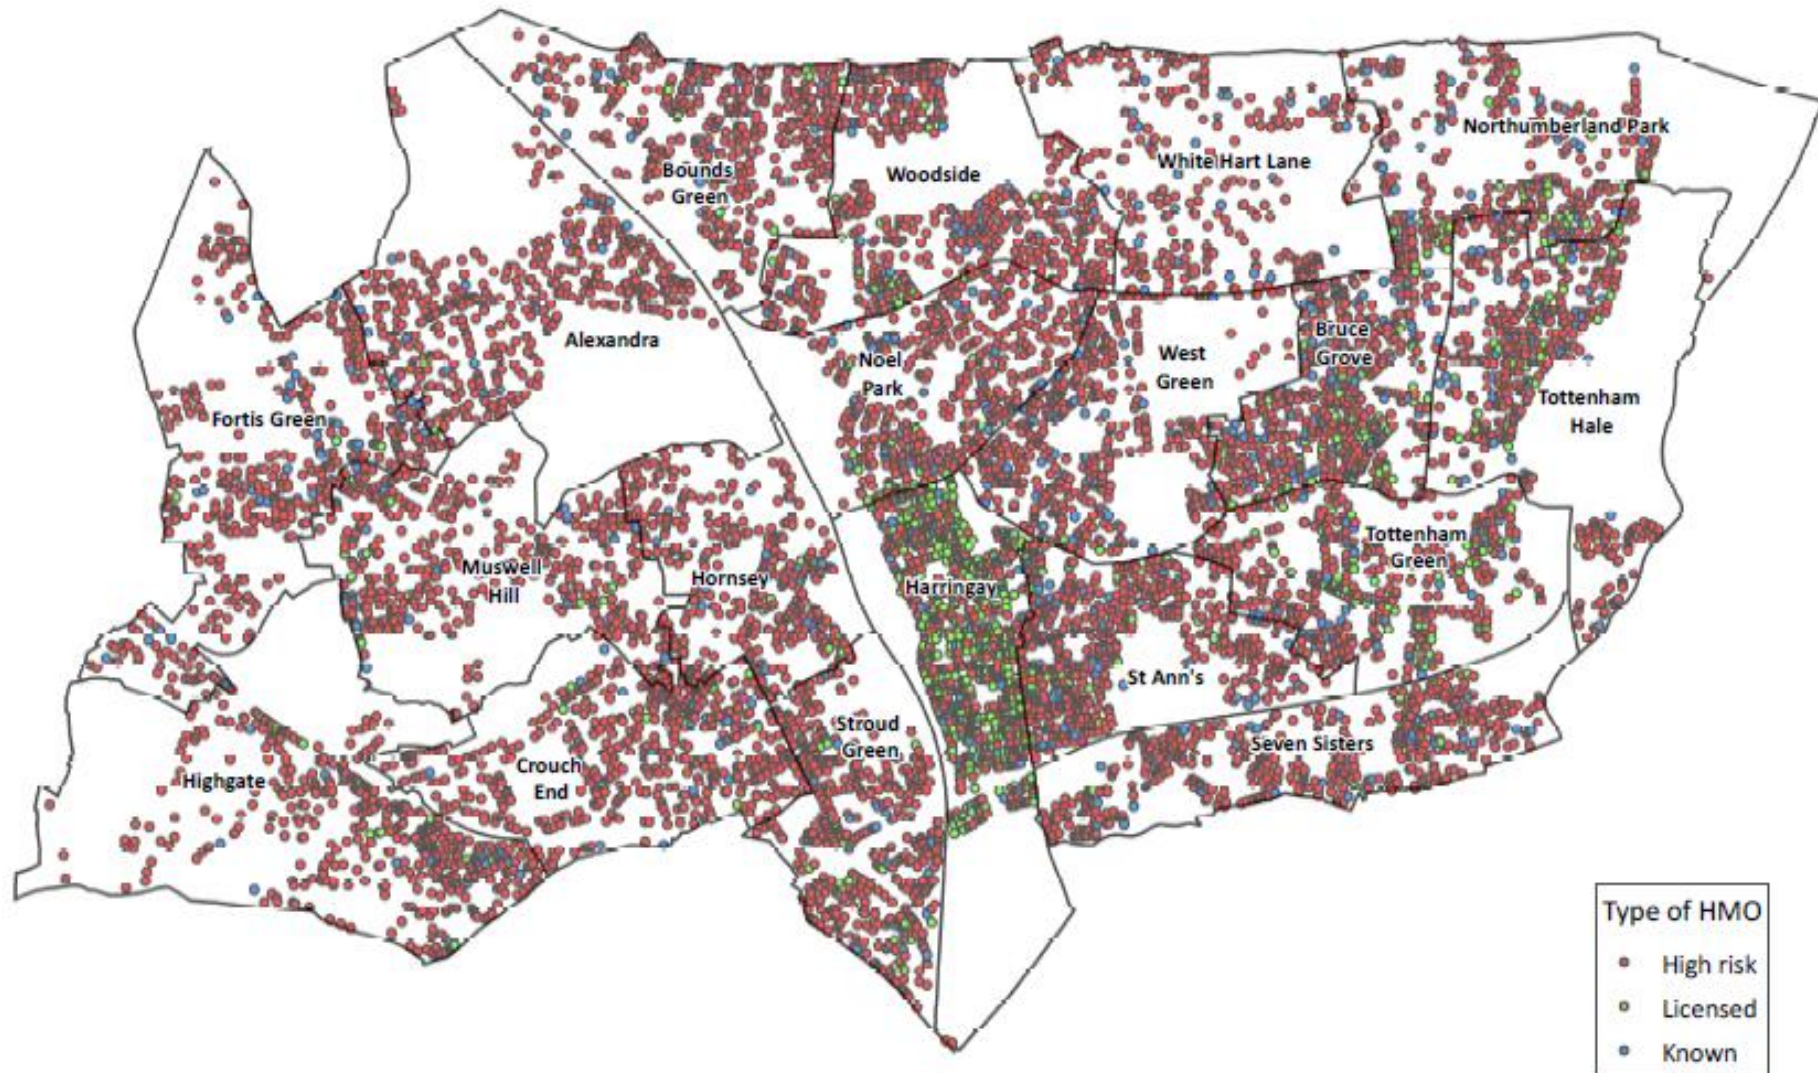 Northumberland Park
White Hart Lane
Bounds
Green
Woodside
Alexandra
Noel
Park
West
Green
Bruce
Grove
Tottenham
Hale
Fortis Green
Muswell
Hill
Hornsey
Harringay
Tottenham
Green
St Ann's
Stroud
Green
Seven Sisters
Highgate
Crouch
End
Type of HMO
High risk
Licensed
Known